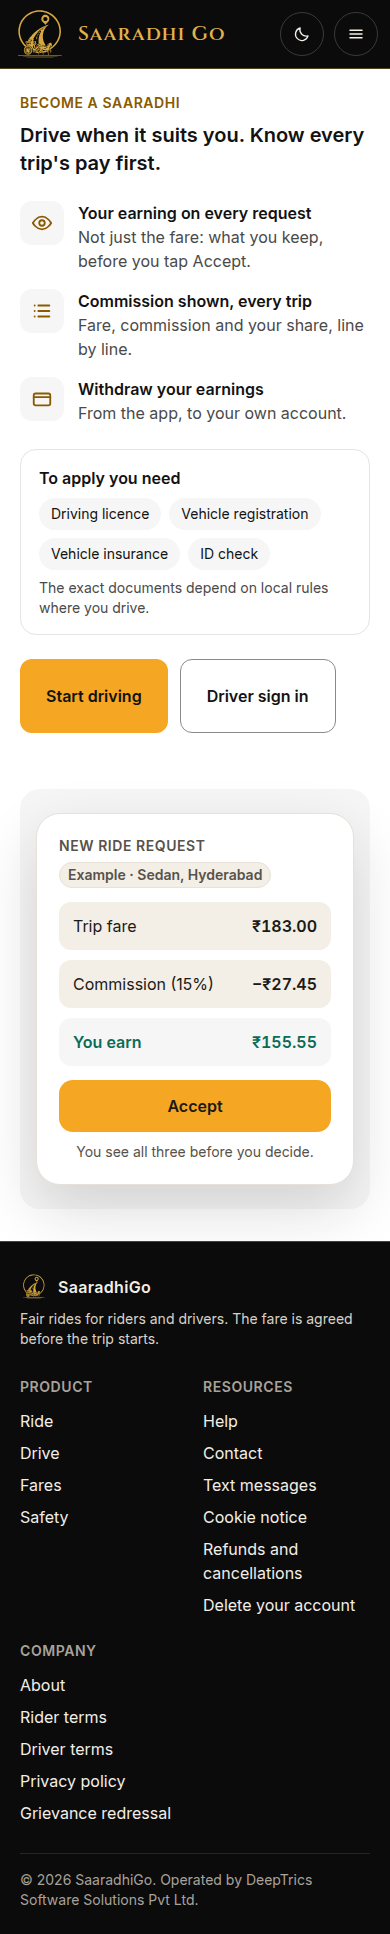 SAARADHI GO
BECOME A SAARADHI
Drive when it suits you. Know every
trip's pay first.
Your earning on every request
Not just the fare: what you keep,
before you tap Accept.
Commission shown, every trip
Fare, commission and your share, line
by line.
Withdraw your earnings
From the app, to your own account.
To apply you need
Driving licence Vehicle registration
Vehicle insurance ID check
The exact documents depend on local rules
where you drive.
Start driving Driver sign in
NEW RIDE REQUEST
Example · Sedan, Hyderabad
Trip fare ₹183.00
Commission (15%) −₹27.45
You earn ₹155.55
Accept
You see all three before you decide.
SaaradhiGo
Fair rides for riders and drivers. The fare is agreed
before the trip starts.
PRODUCT
Ride
Drive
Fares
Safety
RESOURCES
Help
Contact
Text messages
Cookie notice
Refunds and
cancellations
Delete your account
COMPANY
About
Rider terms
Driver terms
Privacy policy
Grievance redressal
© 2026 SaaradhiGo. Operated by DeepTrics
Software Solutions Pvt Ltd.